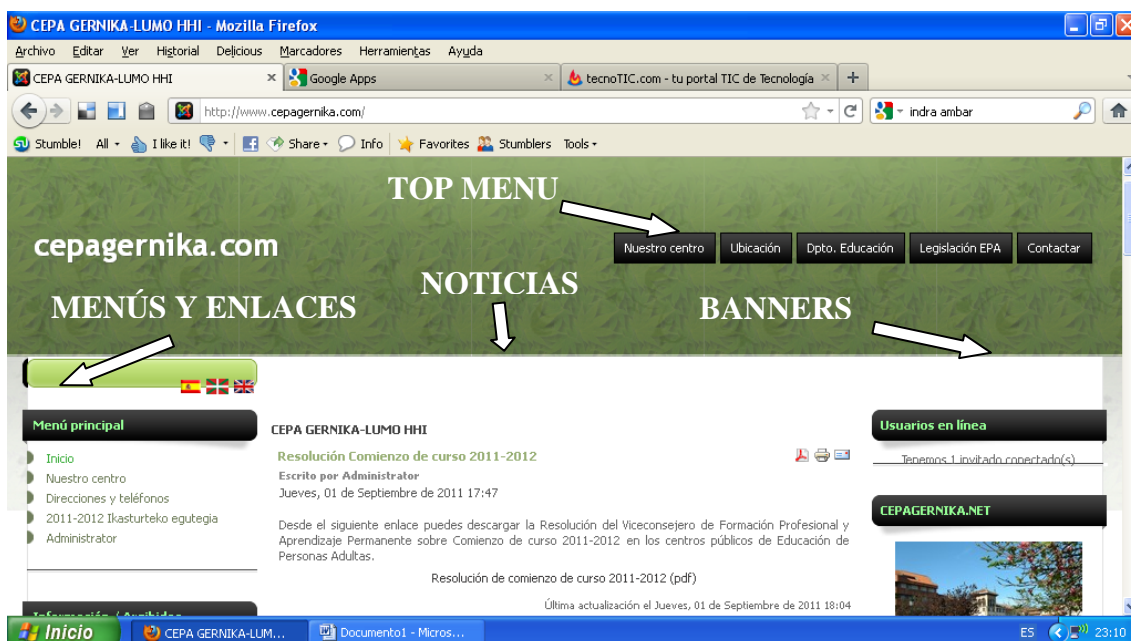 CEPA GERNIKA-LUMO HHI - Mozilla Firefox
Archivo Editar Ver Historial Delicious Marcadores Herramientas Ayuda
CEPA GERNIKA-LUMO HHI Google Apps tecnoTIC.com - tu portal TIC de Tecnología
http://www.cepagernika.com/ indra ambar
Stumble! All I like it! Share Info Favorites Stumblers Tools
TOP MENU
cepagernika.com
Nuestro centro Ubicación Dpto. Educación Legislación EPA Contactar
NOTICIAS
MENÚS Y ENLACES
BANNERS
Menú principal
Inicio
Nuestro centro
Direcciones y teléfonos
2011-2012 Ikasturteko egutegia
Administrator
Información / Argibidea
CEPA GERNIKA-LUMO HHI
Resolución Comienzo de curso 2011-2012
Escrito por Administrator
Jueves, 01 de Septiembre de 2011 17:47
Desde el siguiente enlace puedes descargar la Resolución del Viceconsejero de Formación Profesional y
Aprendizaje Permanente sobre Comienzo de curso 2011-2012 en los centros públicos de Educación de
Personas Adultas.
Resolución de comienzo de curso 2011-2012 (pdf)
Última actualización el Jueves, 01 de Septiembre de 2011 18:04
Usuarios en línea
Tenemos 1 invitado conectado(s)
CEPAGERNIKA.NET
Inicio CEPA GERNIKA-LUM... Documento1 - Micros... ES 23:10